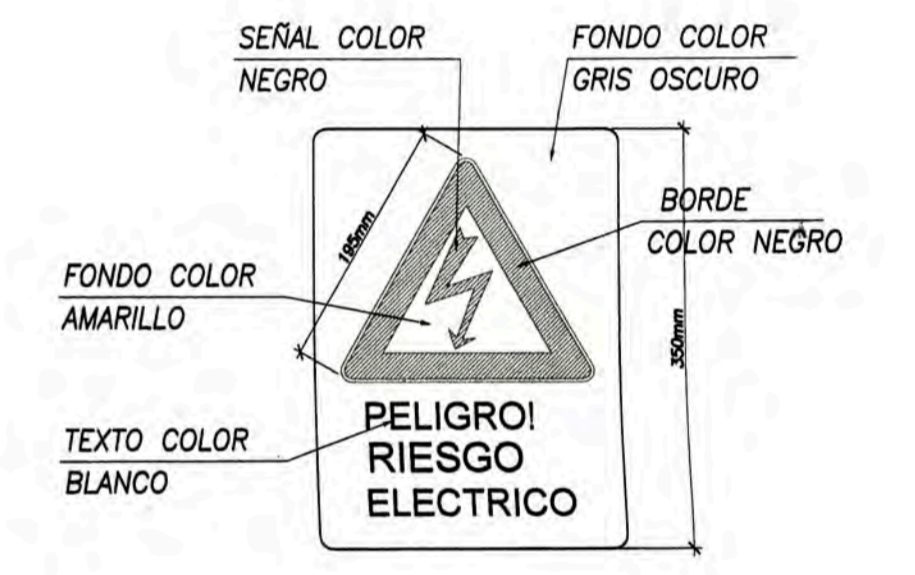 SEÑAL COLOR
NEGRO
FONDO COLOR
GRIS OSCURO
195mm
BORDE
COLOR NEGRO
FONDO COLOR
AMARILLO
350mm
PELIGRO!
RIESGO
ELECTRICO
TEXTO COLOR
BLANCO